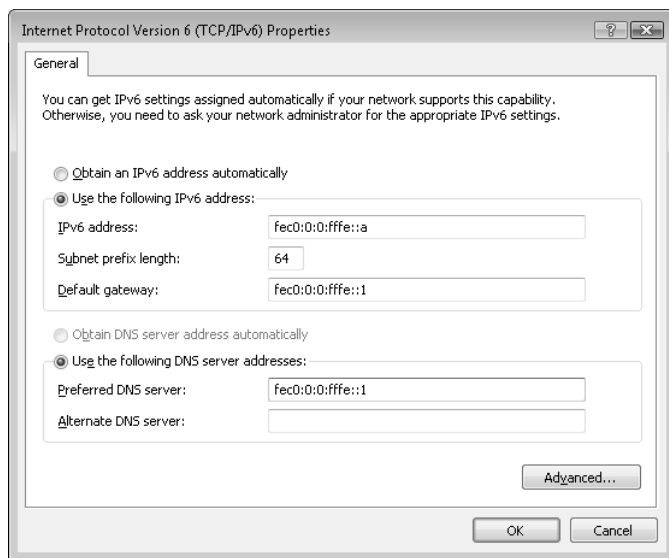 Internet Protocol Version 6 (TCP/IPv6) Properties
General
You can get IPv6 settings assigned automatically if your network supports this capability.
Otherwise, you need to ask your network administrator for the appropriate IPv6 settings.
Obtain an IPv6 address automatically
Use the following IPv6 address:
IPv6 address: fec0:0:0:fffe::a
Subnet prefix length: 64
Default gateway: fec0:0:0:fffe::1
Obtain DNS server address automatically
Use the following DNS server addresses:
Preferred DNS server: fec0:0:0:fffe::1
Alternate DNS server:
Advanced...
OK Cancel